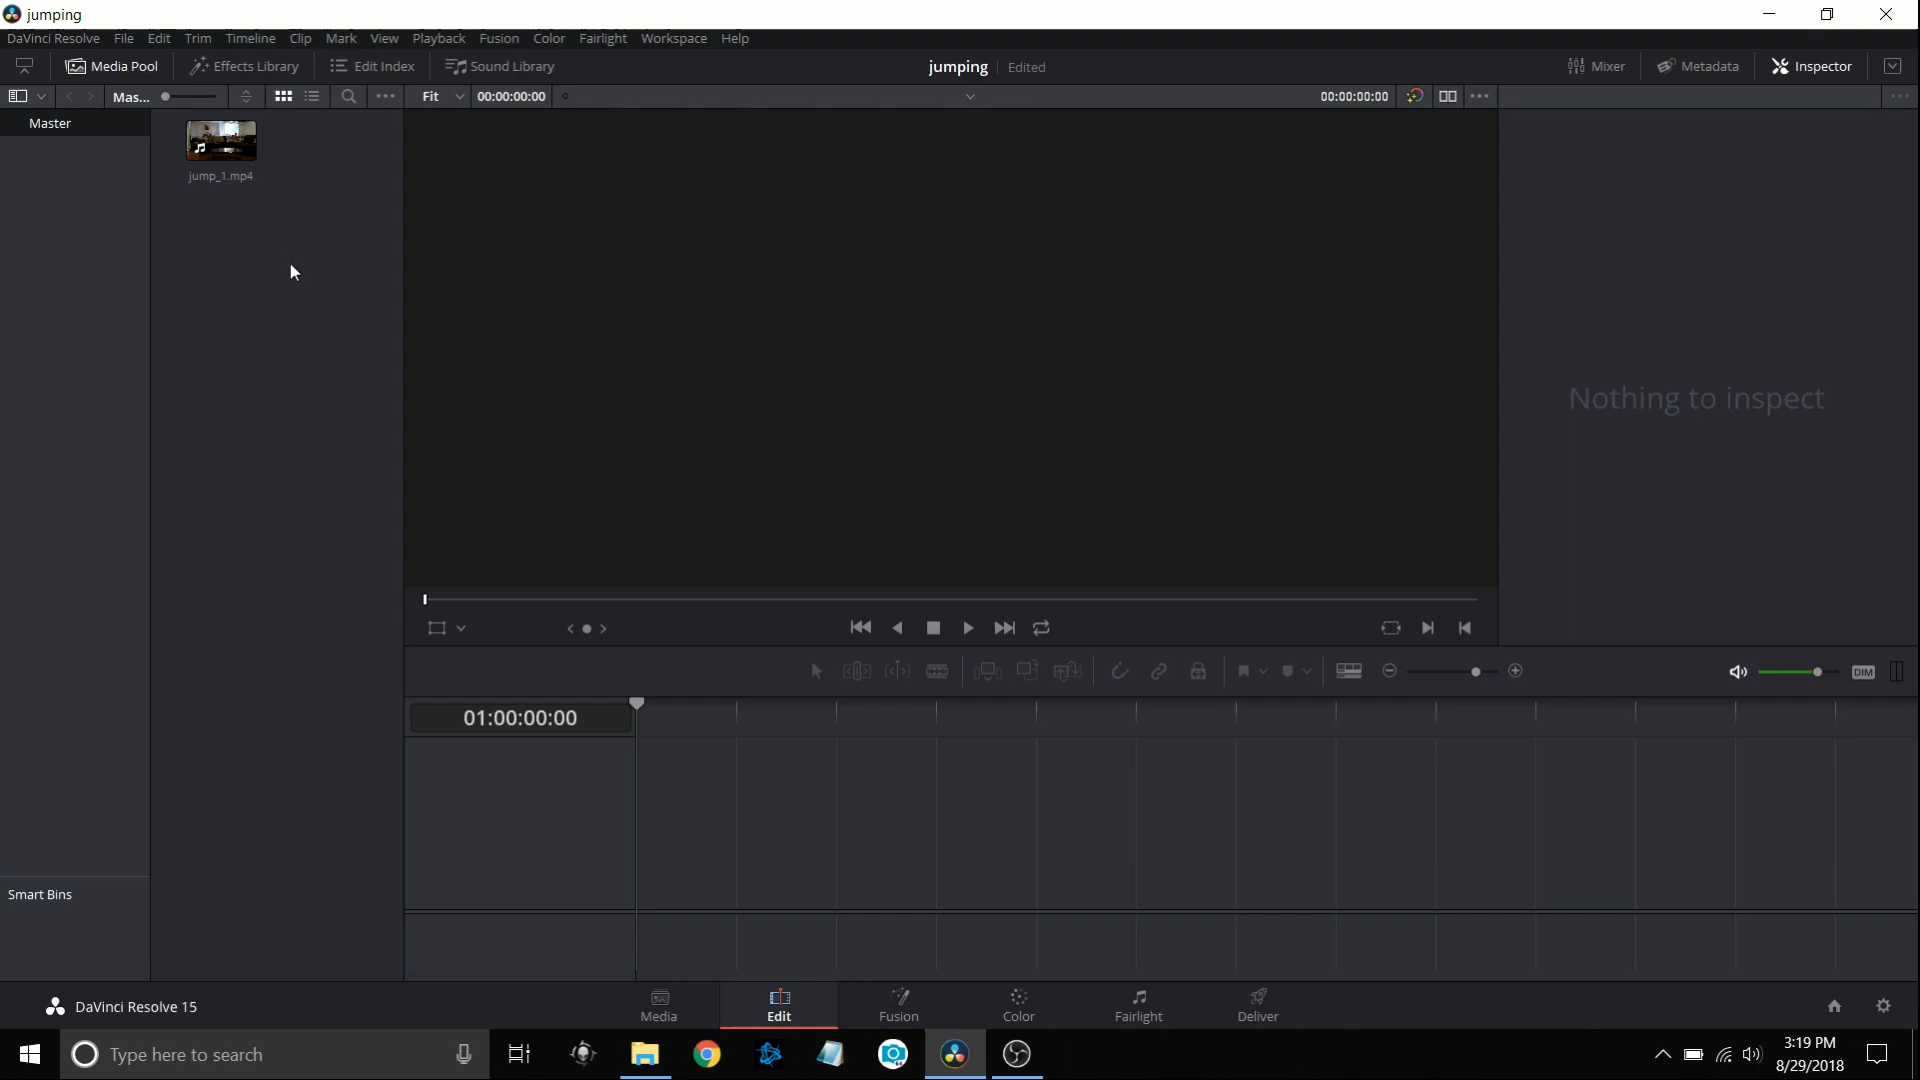 jumping
DaVinci Resolve File Edit Trim Timeline Clip Mark View Playback Fusion Color Fairlight Workspace Help
Media Pool Effects Library Edit Index Sound Library jumping Edited Mixer Metadata Inspector
Mas... Fit 00:00:00:00 00:00:00:00
Master
jump_1.mp4
Nothing to inspect
DIM
01:00:00:00
Smart Bins
DaVinci Resolve 15
Media Edit Fusion Color Fairlight Deliver
Type here to search
3:19 PM
8/29/2018